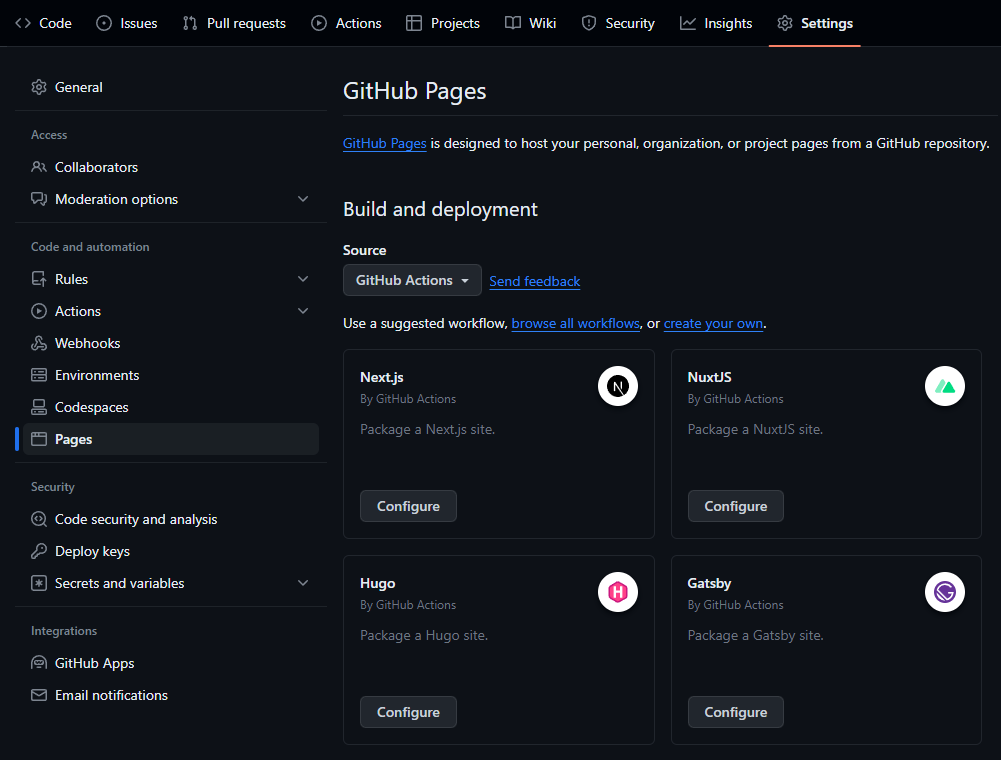 Code Issues Pull requests Actions Projects Wiki Security Insights Settings
General
Access
Collaborators
Moderation options
Code and automation
Rules
Actions
Webhooks
Environments
Codespaces
Pages
Security
Code security and analysis
Deploy keys
Secrets and variables
Integrations
GitHub Apps
Email notifications
GitHub Pages
GitHub Pages is designed to host your personal, organization, or project pages from a GitHub repository.
Build and deployment
Source
GitHub Actions Send feedback
Use a suggested workflow, browse all workflows, or create your own.
Next.js
By GitHub Actions
Package a Next.js site.
Configure
N
NuxtJS
By GitHub Actions
Package a NuxtJS site.
Configure
Hugo
By GitHub Actions
Package a Hugo site.
Configure
H
Gatsby
By GitHub Actions
Package a Gatsby site.
Configure
G